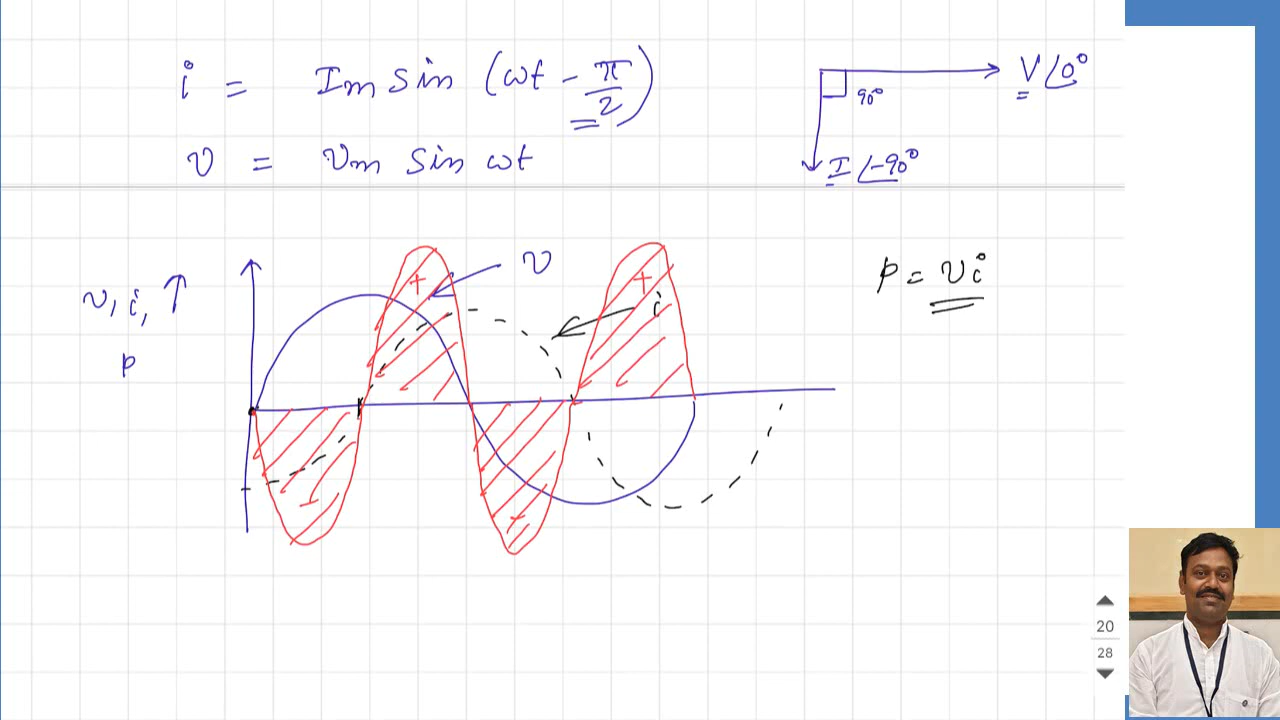 i = Im sin (ωt - π/2)
V∠0°
90°
v = Vm sin ωt
I∠-90°
v, i, ↑
p
v
p = vi
+
+
i
-
-
20
28